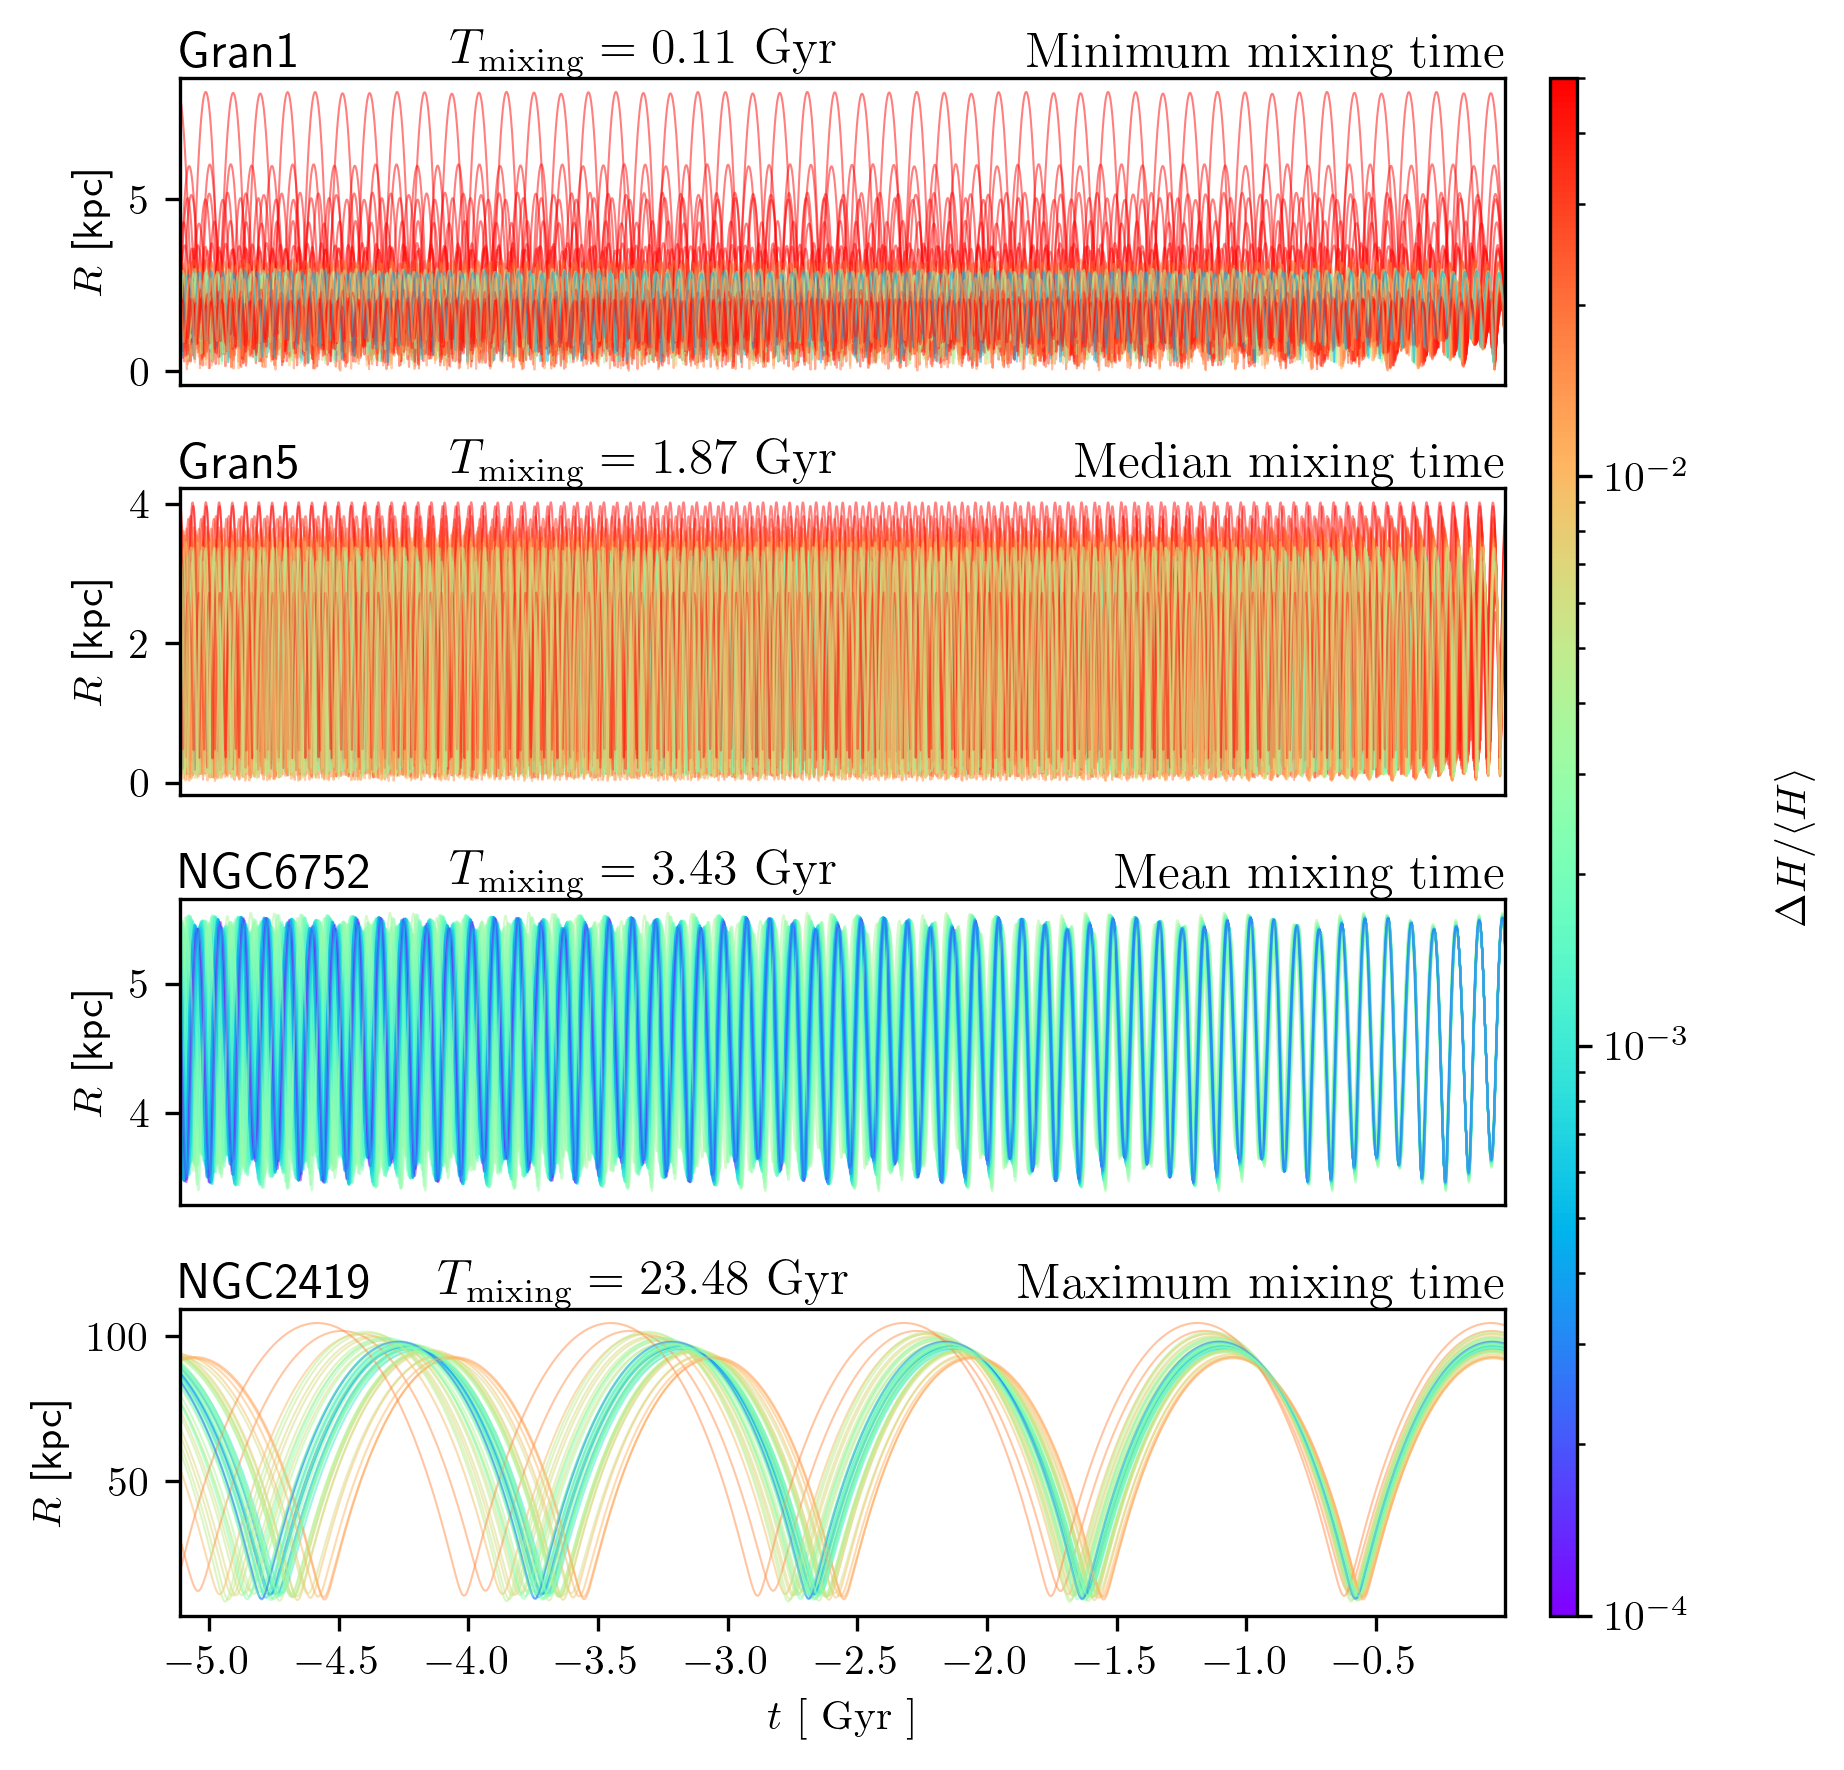 Gran1 T_mixing = 0.11 Gyr Minimum mixing time
R [kpc]
5
0
Gran5 T_mixing = 1.87 Gyr Median mixing time
R [kpc]
4
2
0
NGC6752 T_mixing = 3.43 Gyr Mean mixing time
R [kpc]
5
4
NGC2419 T_mixing = 23.48 Gyr Maximum mixing time
R [kpc]
100
50
−5.0 −4.5 −4.0 −3.5 −3.0 −2.5 −2.0 −1.5 −1.0 −0.5
t [ Gyr ]
10⁻²
10⁻³
10⁻⁴
ΔH/⟨H⟩